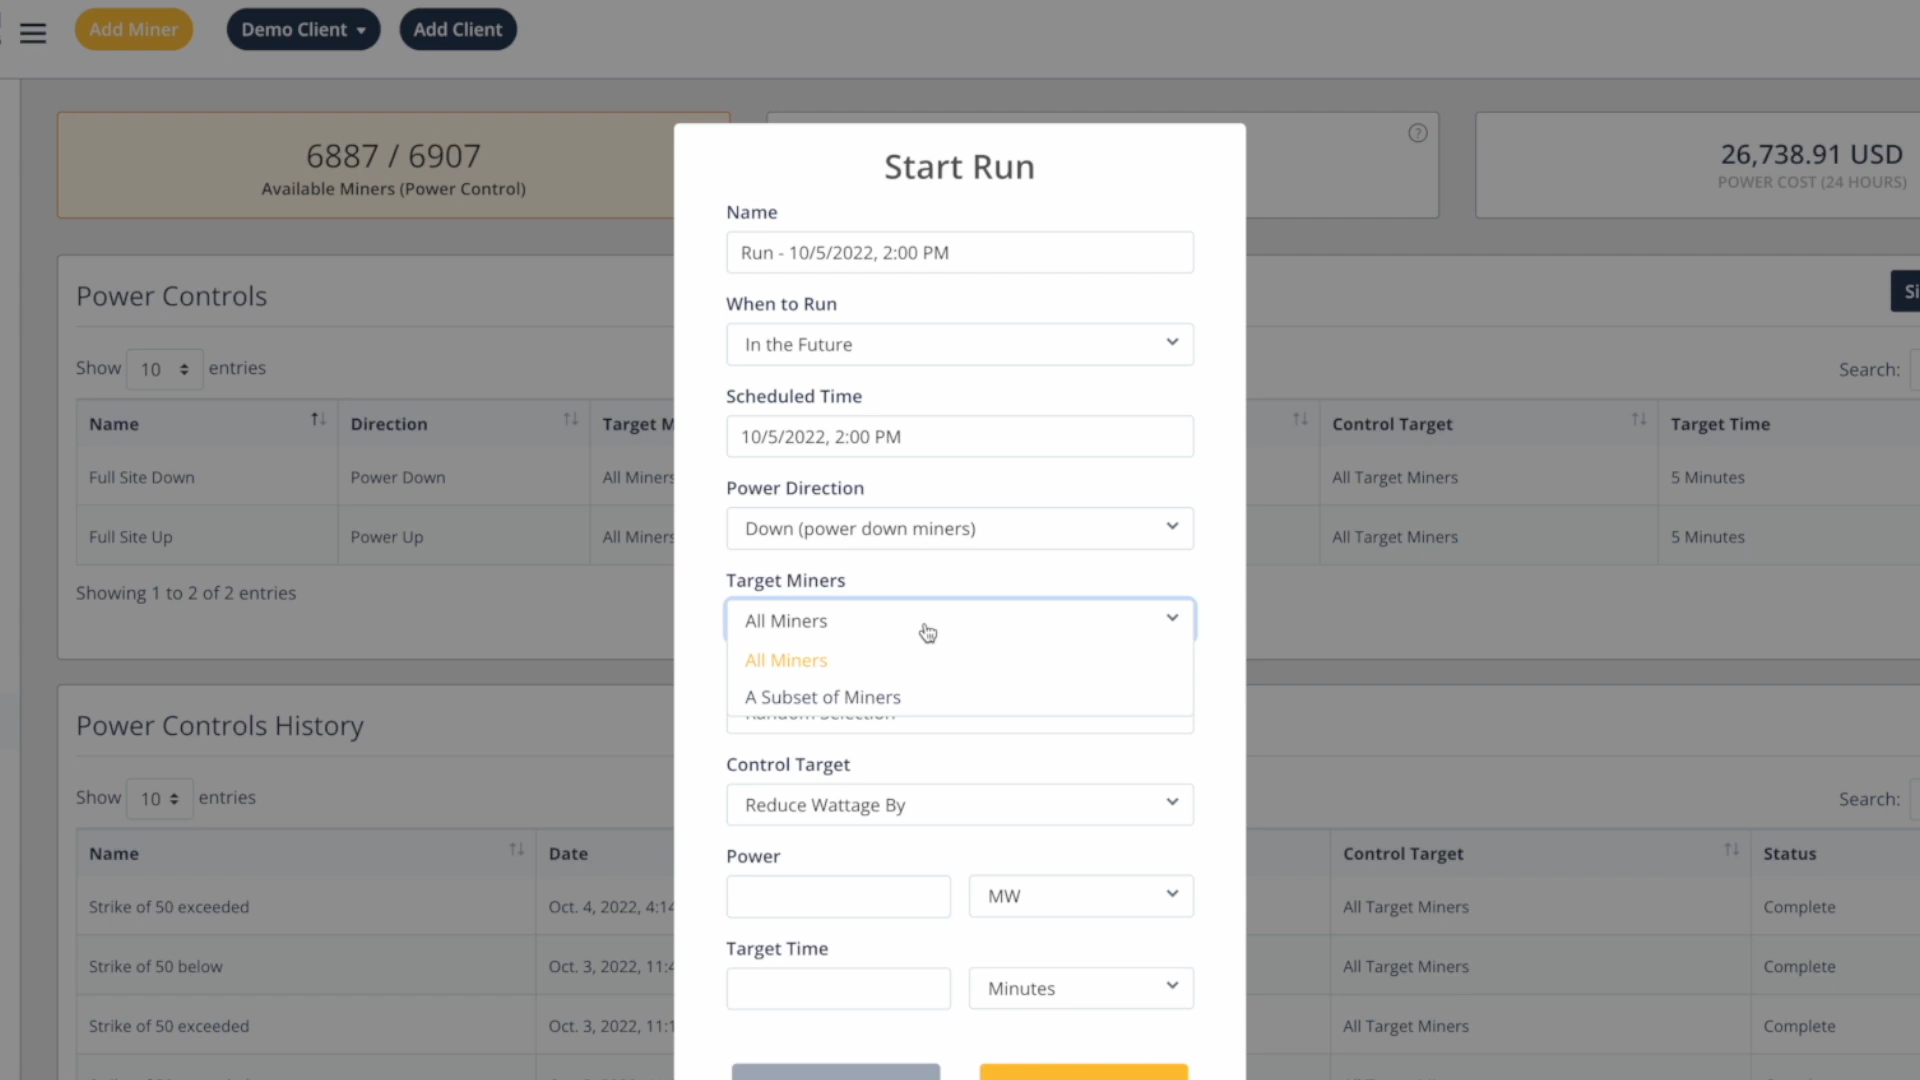 Add Miner
Demo Client
Add Client
6887 / 6907
Available Miners (Power Control)
?
26,738.91 USD
POWER COST (24 HOURS)
Power Controls
Si
Show 10 entries
Search:
Name Direction Target M Control Target Target Time
Full Site Down Power Down All Miners All Target Miners 5 Minutes
Full Site Up Power Up All Miners All Target Miners 5 Minutes
Showing 1 to 2 of 2 entries
Power Controls History
Show 10 entries
Search:
Name Date Control Target Status
Strike of 50 exceeded Oct. 4, 2022, 4:14 All Target Miners Complete
Strike of 50 below Oct. 3, 2022, 11:4 All Target Miners Complete
Strike of 50 exceeded Oct. 3, 2022, 11:1 All Target Miners Complete
Start Run
Name
Run - 10/5/2022, 2:00 PM
When to Run
In the Future
Scheduled Time
10/5/2022, 2:00 PM
Power Direction
Down (power down miners)
Target Miners
All Miners
All Miners
A Subset of Miners
Random Selection
Control Target
Reduce Wattage By
Power
MW
Target Time
Minutes